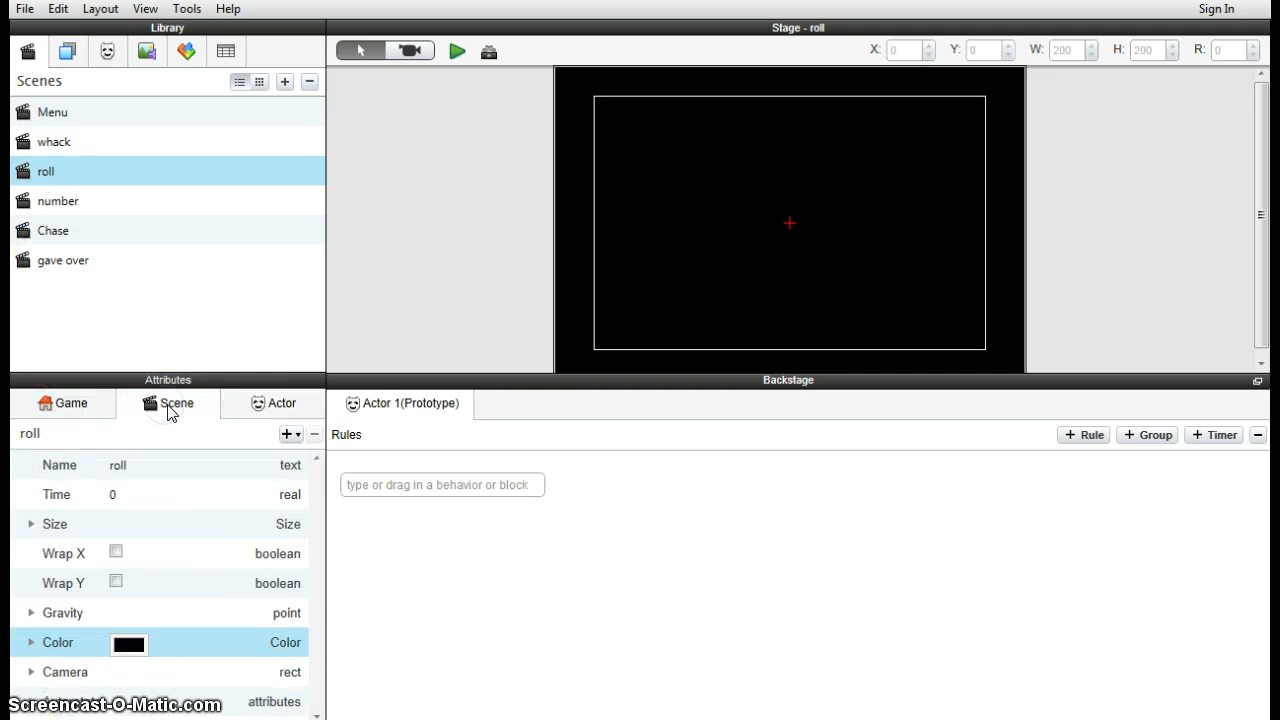 File Edit Layout View Tools Help Sign In
Library
Stage - roll
X: 0 Y: 0 W: 200 H: 200 R: 0
Scenes
Menu
whack
roll
number
Chase
gave over
Attributes
Backstage
Game Scene Actor
Actor 1(Prototype)
roll
Rules
+ Rule + Group + Timer
Name roll text
type or drag in a behavior or block
Time 0 real
Size Size
Wrap X boolean
Wrap Y boolean
Gravity point
Color Color
Camera rect
attributes
Screencast-O-Matic.com